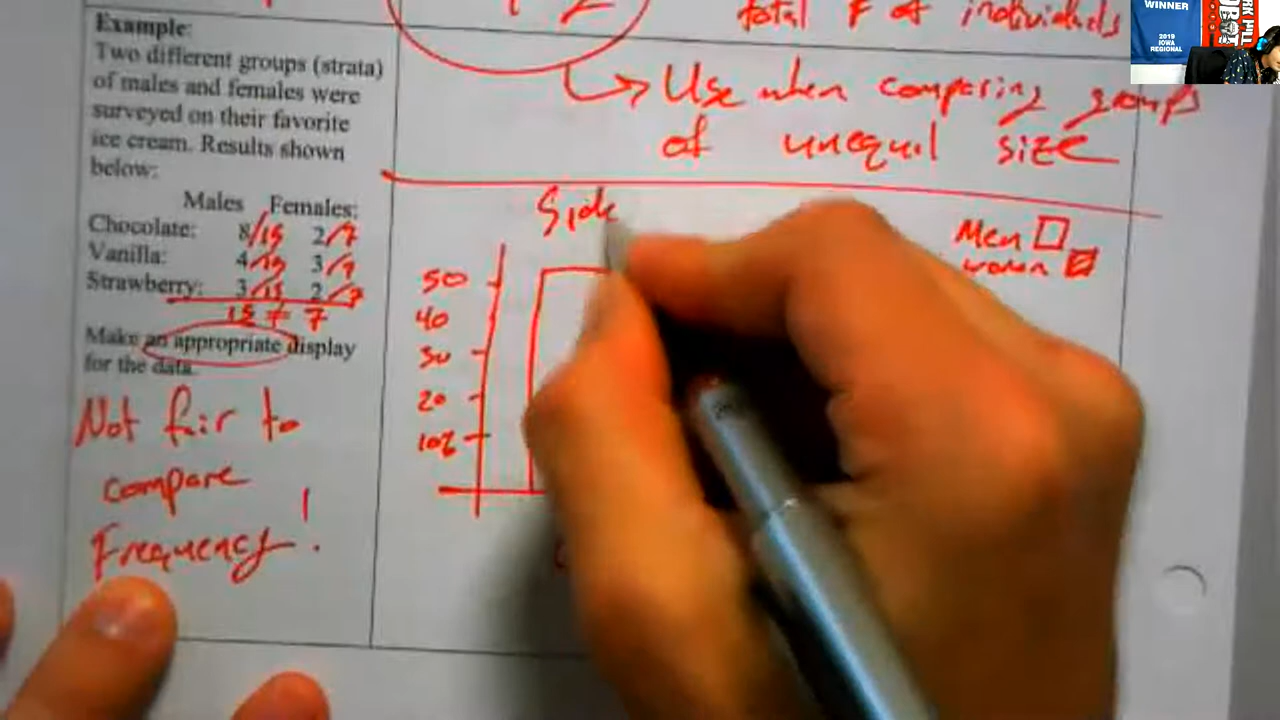 total # of individuals
WINNER
2019 IOWA
REGIONAL
Example:
Two different groups (strata)
of males and females were
surveyed on their favorite
ice cream. Results shown
below:
Males Females:
Chocolate: 8/15 2/7
Vanilla: 4/15 3/7
Strawberry: 3/15 2/7
15 ≠ 7
Make an appropriate display
for the data.
Not fair to
compare
Frequency!
Use when comparing groups
of unequal size
Side
Men
women
50
40
30
20
10%